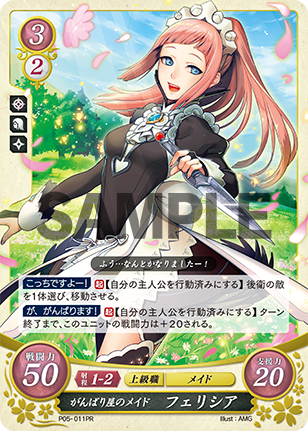 3
2
SAMPLE
ふう…なんとかなりましたー!
こっちですよー! 起【自分の主人公を行動済みにする】後衛の敵
を1体選び、移動させる。
が、がんばります! 起【自分の主人公を行動済みにする】ターン
終了まで、このユニットの戦闘力は+20される。
戦闘力
50
射程 1-2 上級職 メイド
支援力
20
がんばり屋のメイド フェリシア
P05-011PR
Illust:AMG